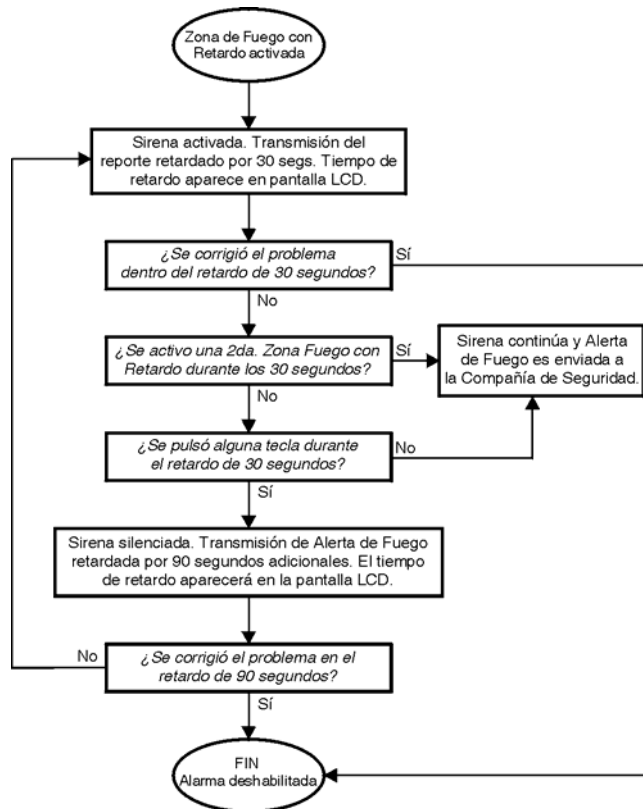 Zona de Fuego con
Retardo activada
Sirena activada. Transmisión del
reporte retardado por 30 segs. Tiempo de
retardo aparece en pantalla LCD.
¿Se corrigió el problema
dentro del retardo de 30 segundos?
Sí
No
¿Se activo una 2da. Zona Fuego con
Retardo durante los 30 segundos?
Sí
Sirena continúa y Alerta
de Fuego es enviada a
la Compañía de Seguridad.
No
¿Se pulsó alguna tecla durante
el retardo de 30 segundos?
No
Sí
Sirena silenciada. Transmisión de Alerta de Fuego
retardada por 90 segundos adicionales. El tiempo
de retardo aparecerá en la pantalla LCD.
No
¿Se corrigió el problema en el
retardo de 90 segundos?
Sí
FIN
Alarma deshabilitada